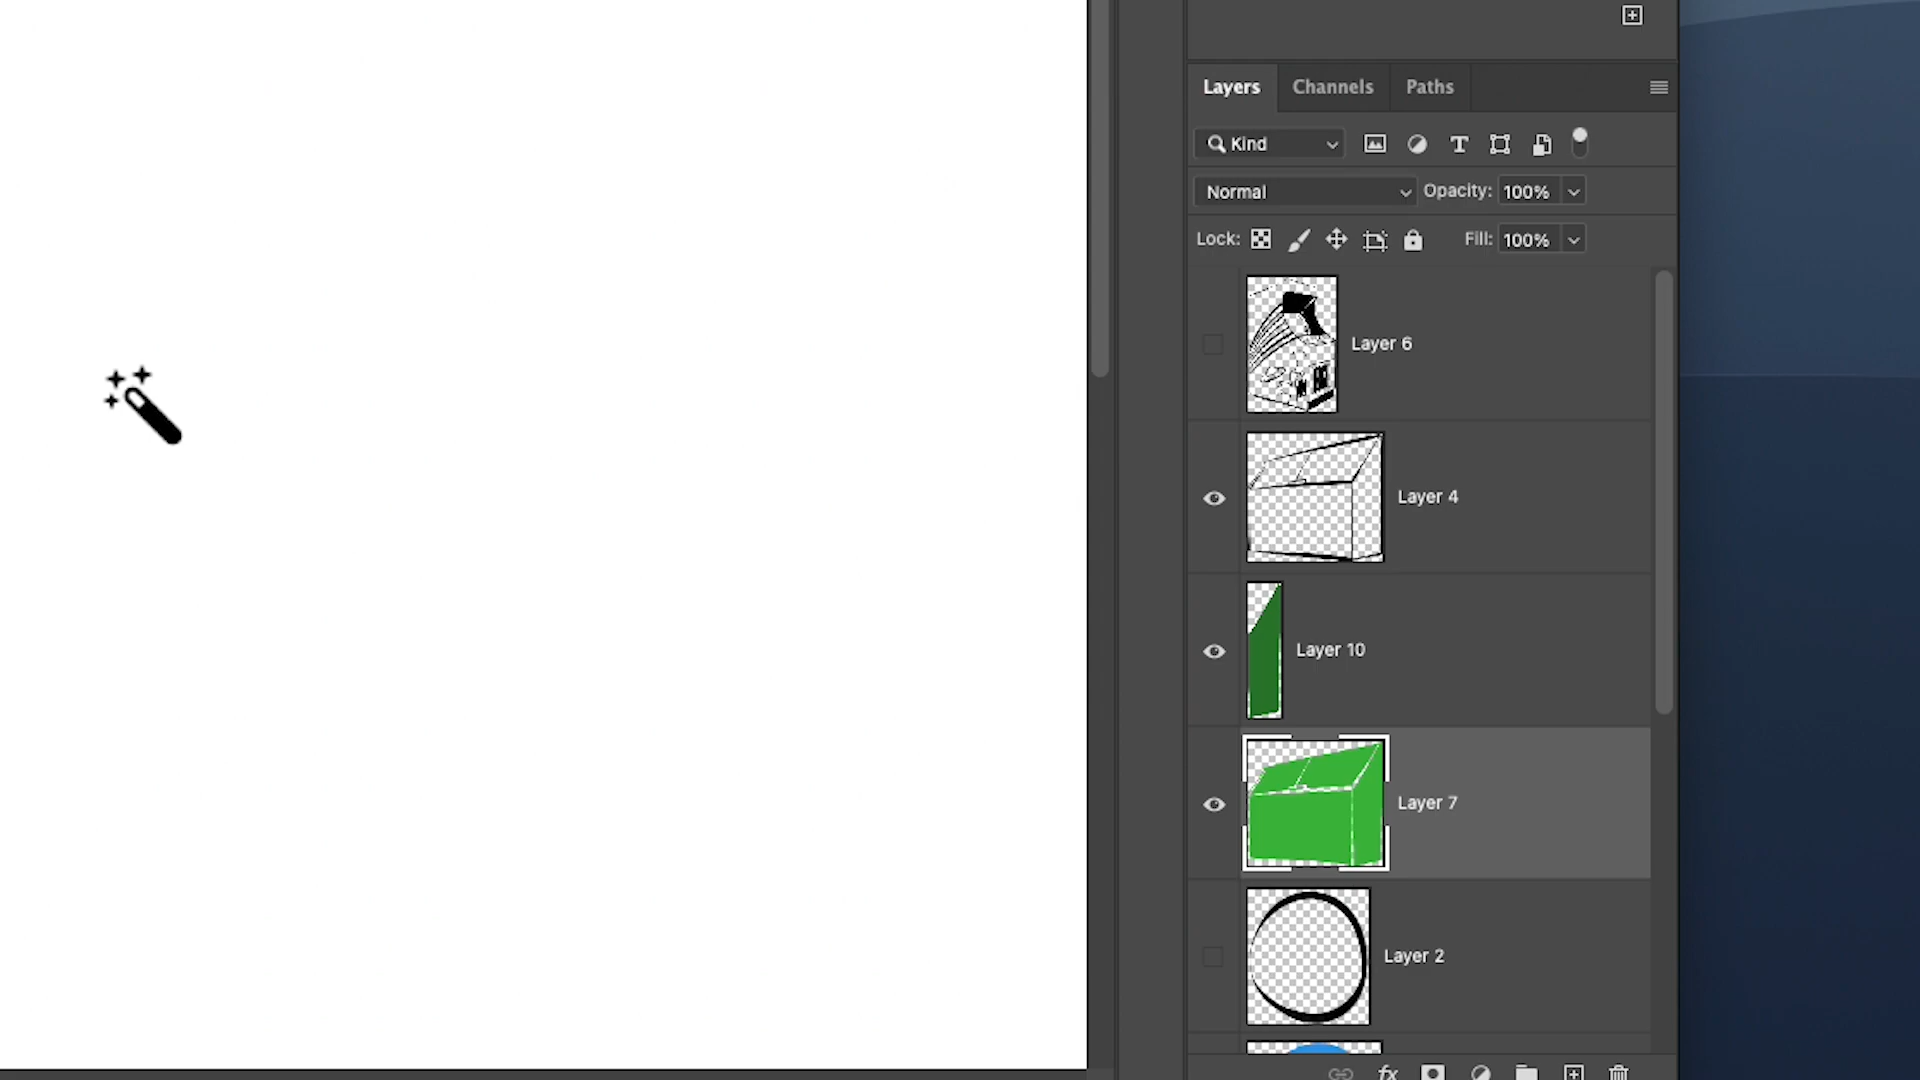 Layers Channels Paths
Kind
Normal Opacity: 100%
Lock: Fill: 100%
Layer 6
Layer 4
Layer 10
Layer 7
Layer 2
fx